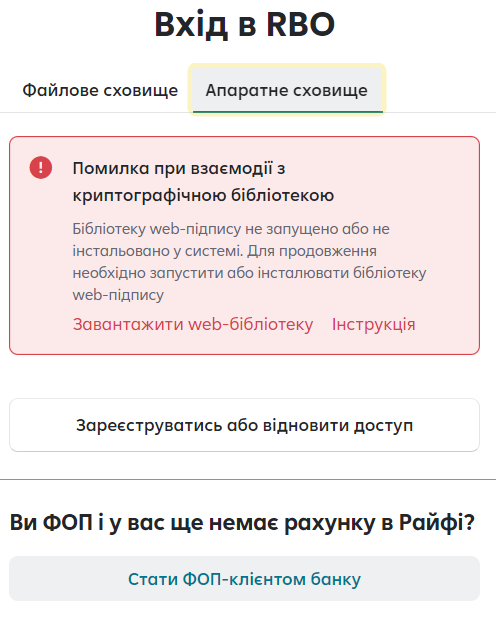 Вхід в RBO
Файлове сховище Апаратне сховище
Помилка при взаємодії з
криптографічною бібліотекою
Бібліотеку web-підпису не запущено або не
інстальовано у системі. Для продовження
необхідно запустити або інсталювати бібліотеку
web-підпису
Завантажити web-бібліотеку Інструкція
Зареєструватись або відновити доступ
Ви ФОП і у вас ще немає рахунку в Райфі?
Стати ФОП-клієнтом банку